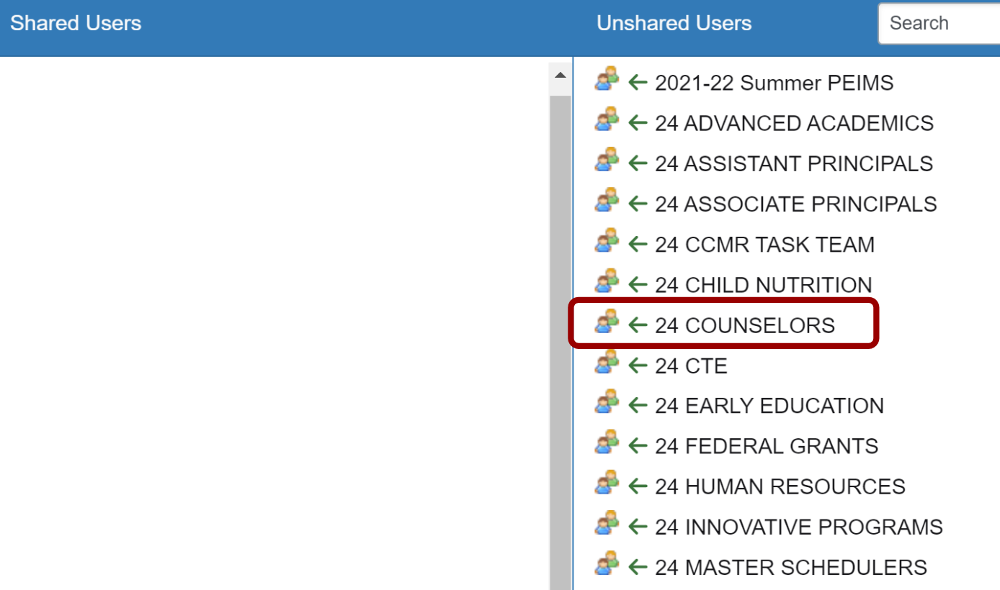 Shared Users
Unshared Users
Search
2021-22 Summer PEIMS
24 ADVANCED ACADEMICS
24 ASSISTANT PRINCIPALS
24 ASSOCIATE PRINCIPALS
24 CCMR TASK TEAM
24 CHILD NUTRITION
24 COUNSELORS
24 CTE
24 EARLY EDUCATION
24 FEDERAL GRANTS
24 HUMAN RESOURCES
24 INNOVATIVE PROGRAMS
24 MASTER SCHEDULERS